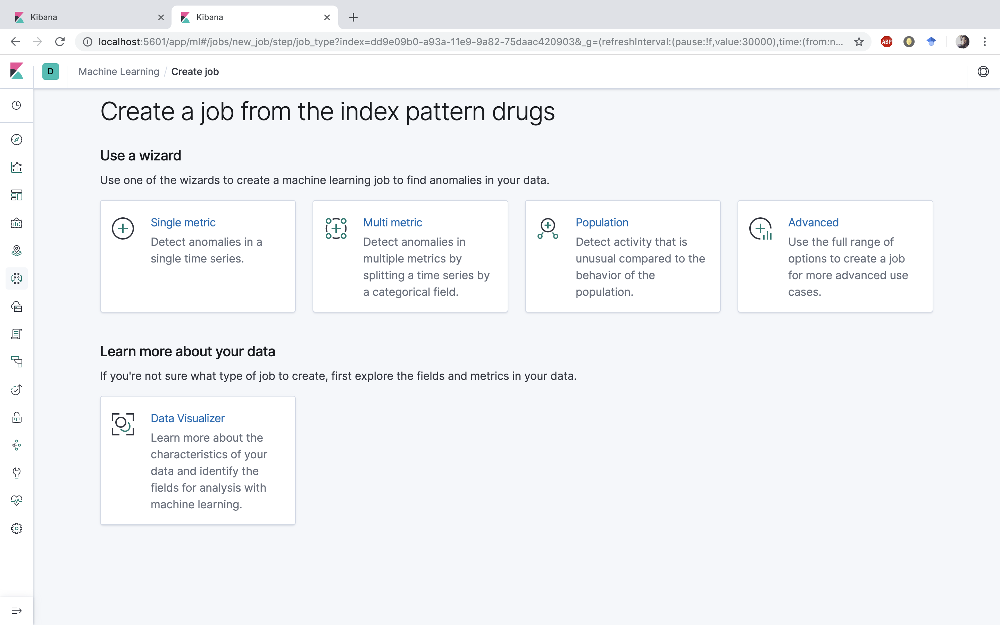 Kibana
Kibana
localhost:5601/app/ml#/jobs/new_job/step/job_type?index=dd9e09b0-a93a-11e9-9a82-75daac420903&_g=(refreshInterval:(pause:!f,value:30000),time:(from:n...
ABP
D
Machine Learning / Create job
Create a job from the index pattern drugs
Use a wizard
Use one of the wizards to create a machine learning job to find anomalies in your data.
Single metric
Detect anomalies in a
single time series.
Multi metric
Detect anomalies in
multiple metrics by
splitting a time series by
a categorical field.
Population
Detect activity that is
unusual compared to the
behavior of the
population.
Advanced
Use the full range of
options to create a job
for more advanced use
cases.
Learn more about your data
If you're not sure what type of job to create, first explore the fields and metrics in your data.
Data Visualizer
Learn more about the
characteristics of your
data and identify the
fields for analysis with
machine learning.